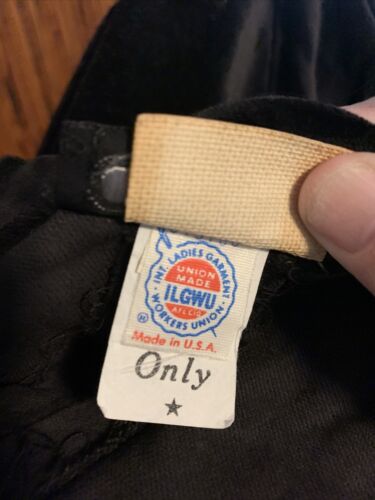 INT. LADIES GARMENT
UNION
MADE
ILGWU
AFL CIO
WORKERS UNION
®
Made in U.S.A.
Only
★